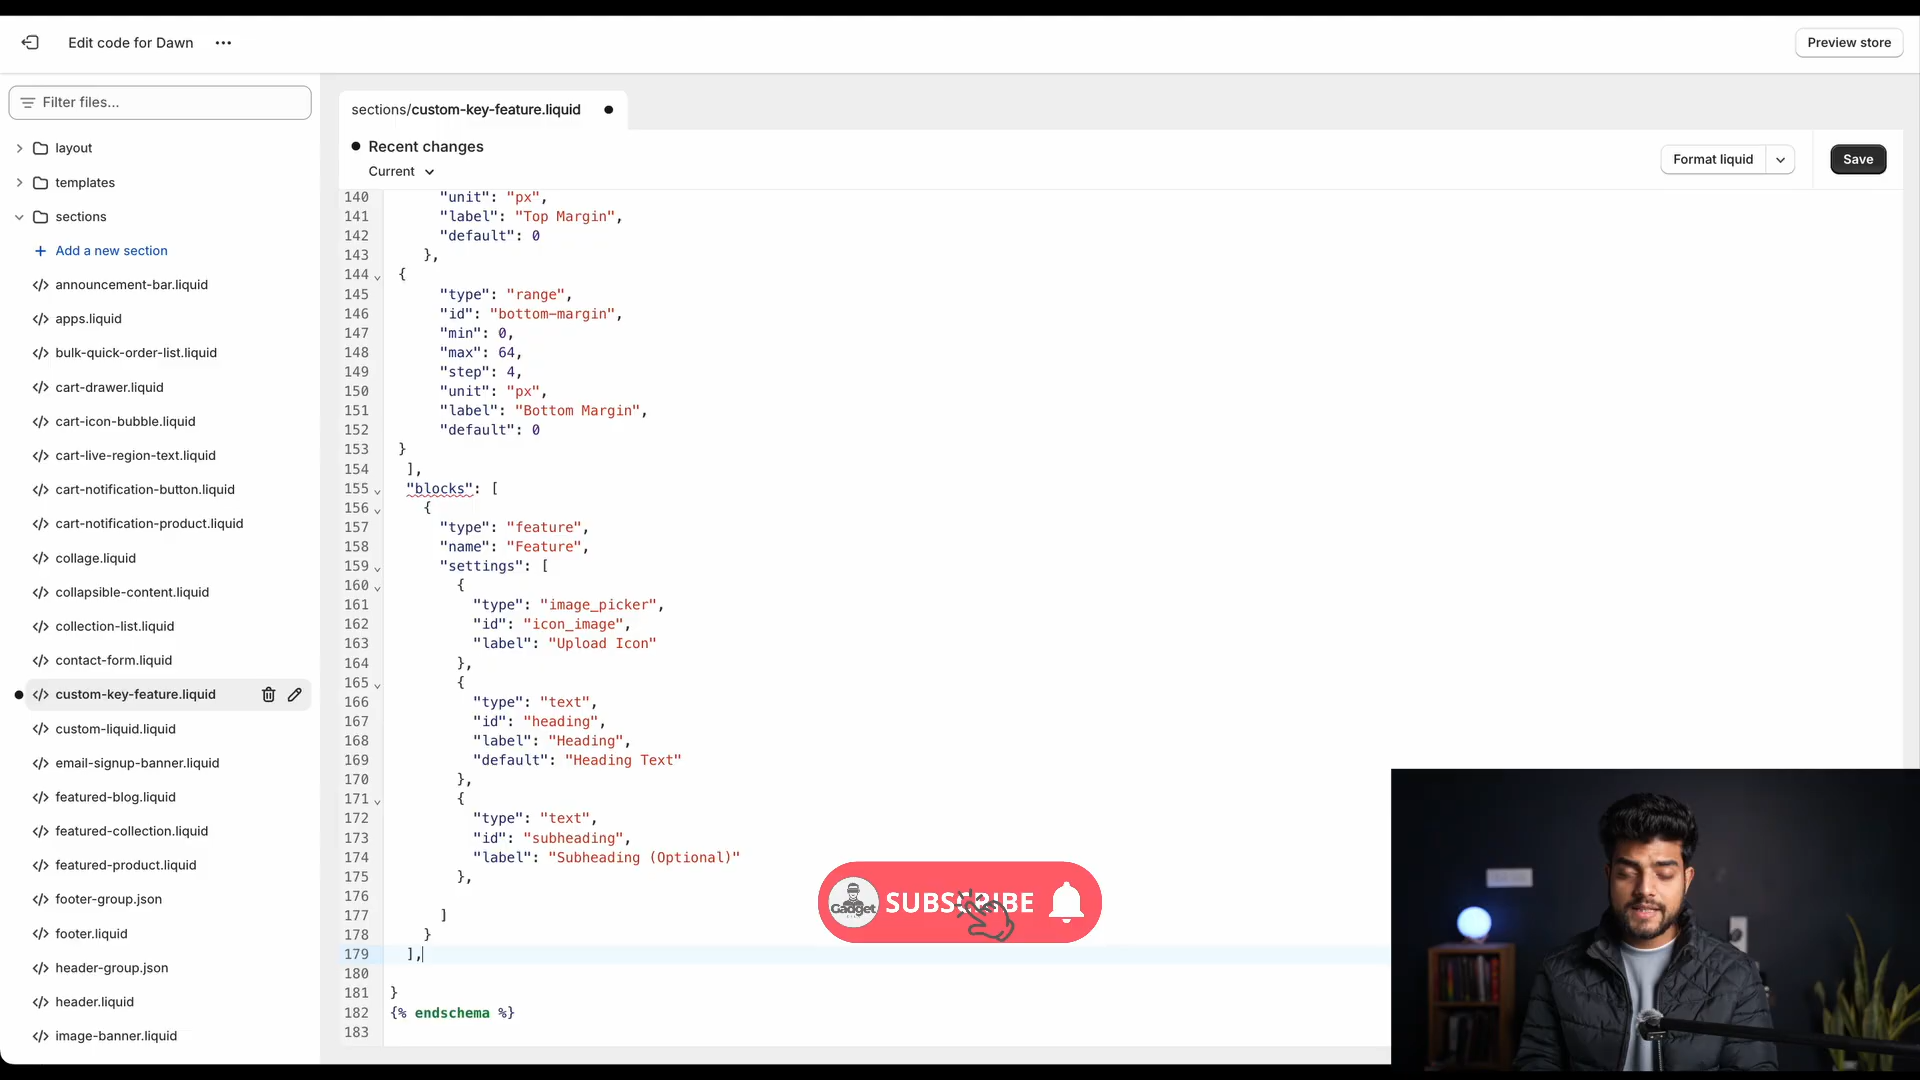 Edit code for Dawn
Preview store
Filter files...
layout
templates
sections
Add a new section
announcement-bar.liquid
apps.liquid
bulk-quick-order-list.liquid
cart-drawer.liquid
cart-icon-bubble.liquid
cart-live-region-text.liquid
cart-notification-button.liquid
cart-notification-product.liquid
collage.liquid
collapsible-content.liquid
collection-list.liquid
contact-form.liquid
custom-key-feature.liquid
custom-liquid.liquid
email-signup-banner.liquid
featured-blog.liquid
featured-collection.liquid
featured-product.liquid
footer-group.json
footer.liquid
header-group.json
header.liquid
image-banner.liquid
sections/custom-key-feature.liquid
Recent changes
Current
Format liquid
Save
140 "unit": "px",
141 "label": "Top Margin",
142 "default": 0
143 },
144 {
145 "type": "range",
146 "id": "bottom-margin",
147 "min": 0,
148 "max": 64,
149 "step": 4,
150 "unit": "px",
151 "label": "Bottom Margin",
152 "default": 0
153 }
154 ],
155 "blocks": [
156 {
157 "type": "feature",
158 "name": "Feature",
159 "settings": [
160 {
161 "type": "image_picker",
162 "id": "icon_image",
163 "label": "Upload Icon"
164 },
165 {
166 "type": "text",
167 "id": "heading",
168 "label": "Heading",
169 "default": "Heading Text"
170 },
171 {
172 "type": "text",
173 "id": "subheading",
174 "label": "Subheading (Optional)"
175 },
176
177 ]
178 }
179 ],
180
181 }
182 {% endschema %}
183
Gadget
SUBSCRIBE